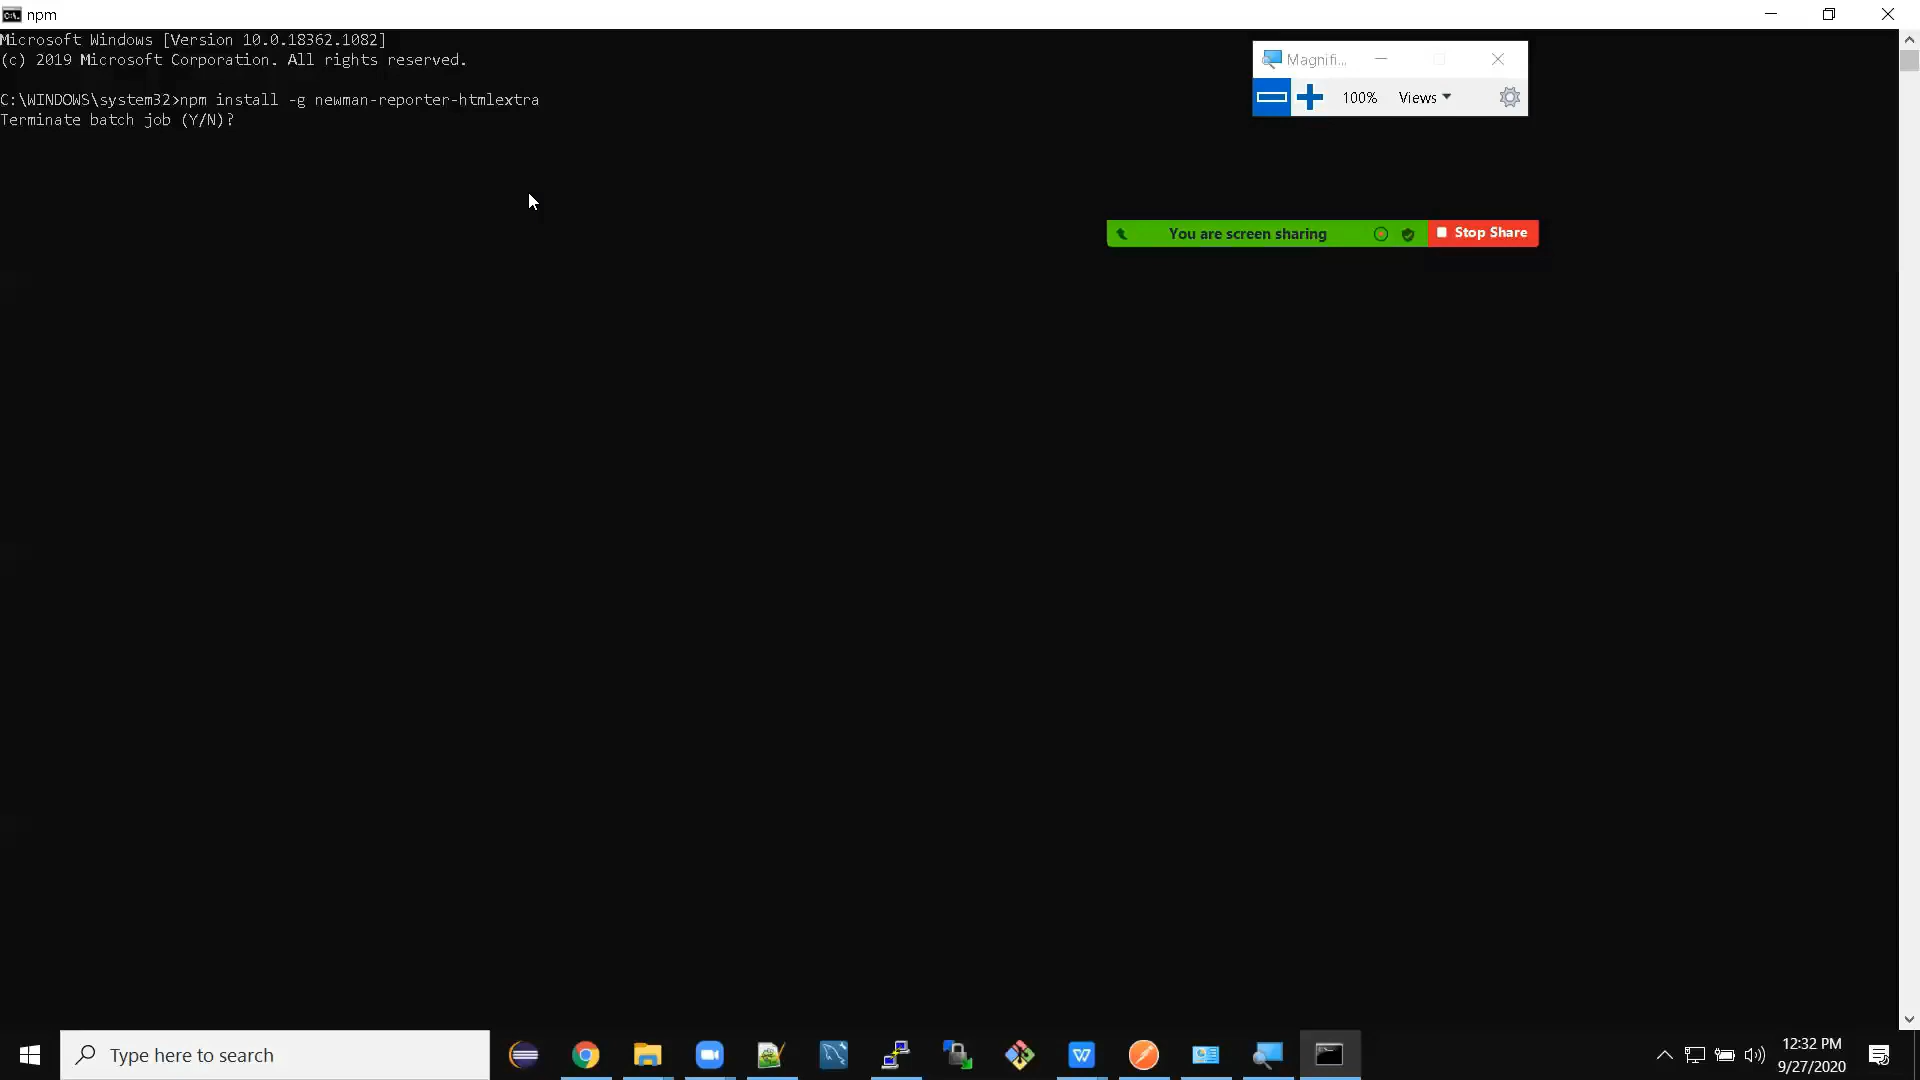 npm
Microsoft Windows [Version 10.0.18362.1082]
(c) 2019 Microsoft Corporation. All rights reserved.
C:\WINDOWS\system32>npm install -g newman-reporter-htmlextra
Terminate batch job (Y/N)?
Magnifi...
100% Views
You are screen sharing Stop Share
Type here to search
12:32 PM
9/27/2020